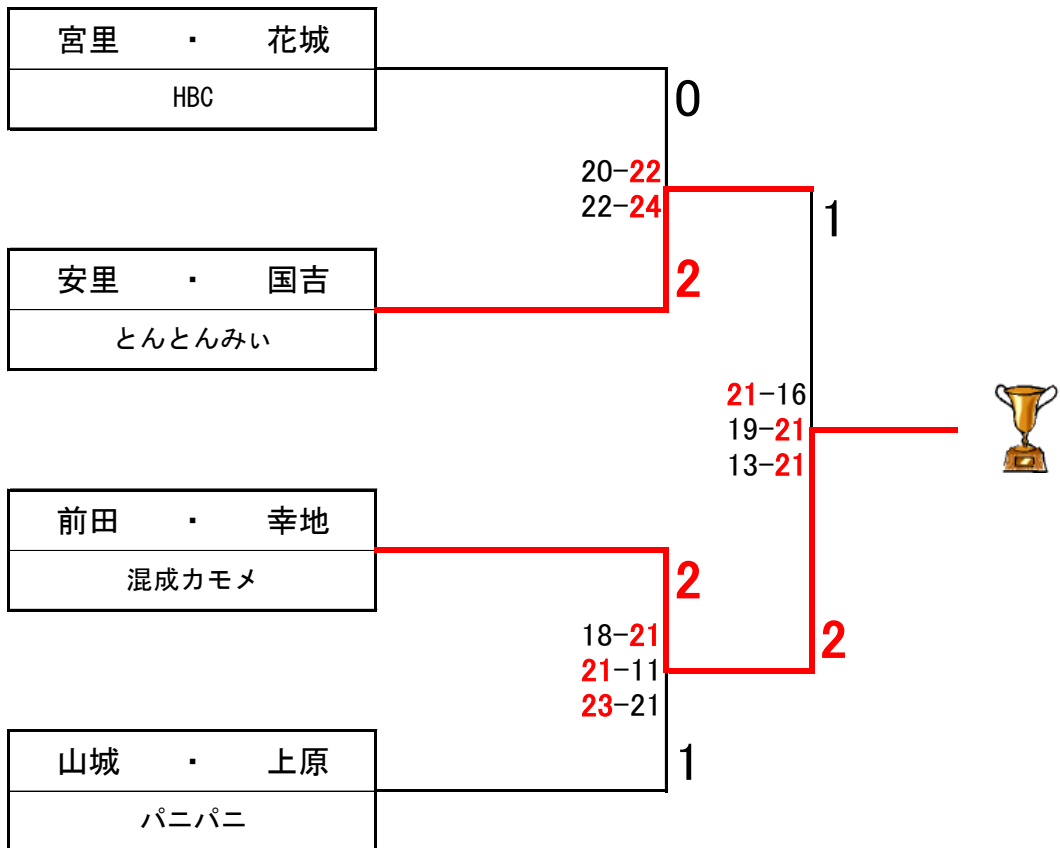 宮里 ・ 花城
HBC
0
20-22
22-24
1
安里 ・ 国吉
2
とんとんみぃ
21-16
19-21
13-21
前田 ・ 幸地
混成カモメ
2
18-21
2
21-11
23-21
山城 ・ 上原
1
パニパニ